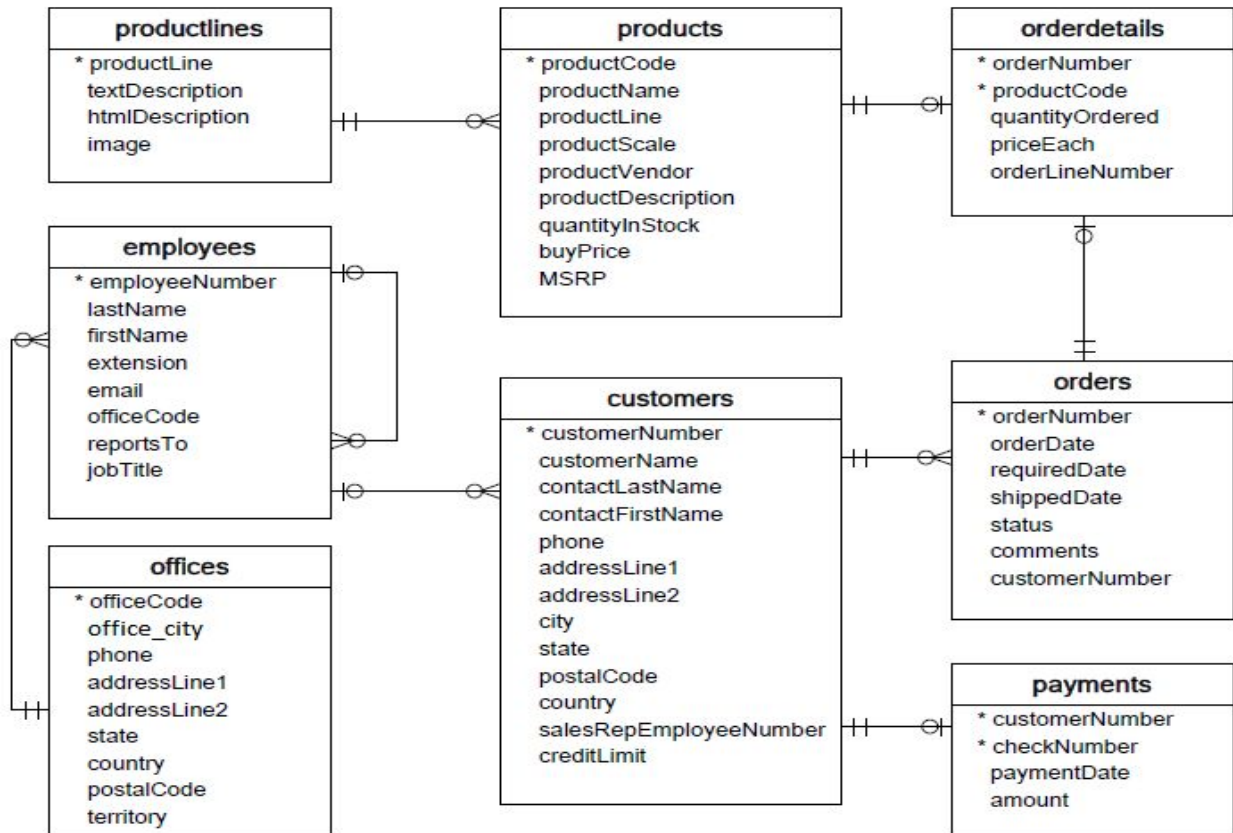 productlines
* productLine
textDescription
htmlDescription
image
products
* productCode
productName
productLine
productScale
productVendor
productDescription
quantityInStock
buyPrice
MSRP
orderdetails
* orderNumber
* productCode
quantityOrdered
priceEach
orderLineNumber
employees
* employeeNumber
lastName
firstName
extension
email
officeCode
reportsTo
jobTitle
customers
* customerNumber
customerName
contactLastName
contactFirstName
phone
addressLine1
addressLine2
city
state
postalCode
country
salesRepEmployeeNumber
creditLimit
orders
* orderNumber
orderDate
requiredDate
shippedDate
status
comments
customerNumber
offices
* officeCode
office_city
phone
addressLine1
addressLine2
state
country
postalCode
territory
payments
* customerNumber
* checkNumber
paymentDate
amount